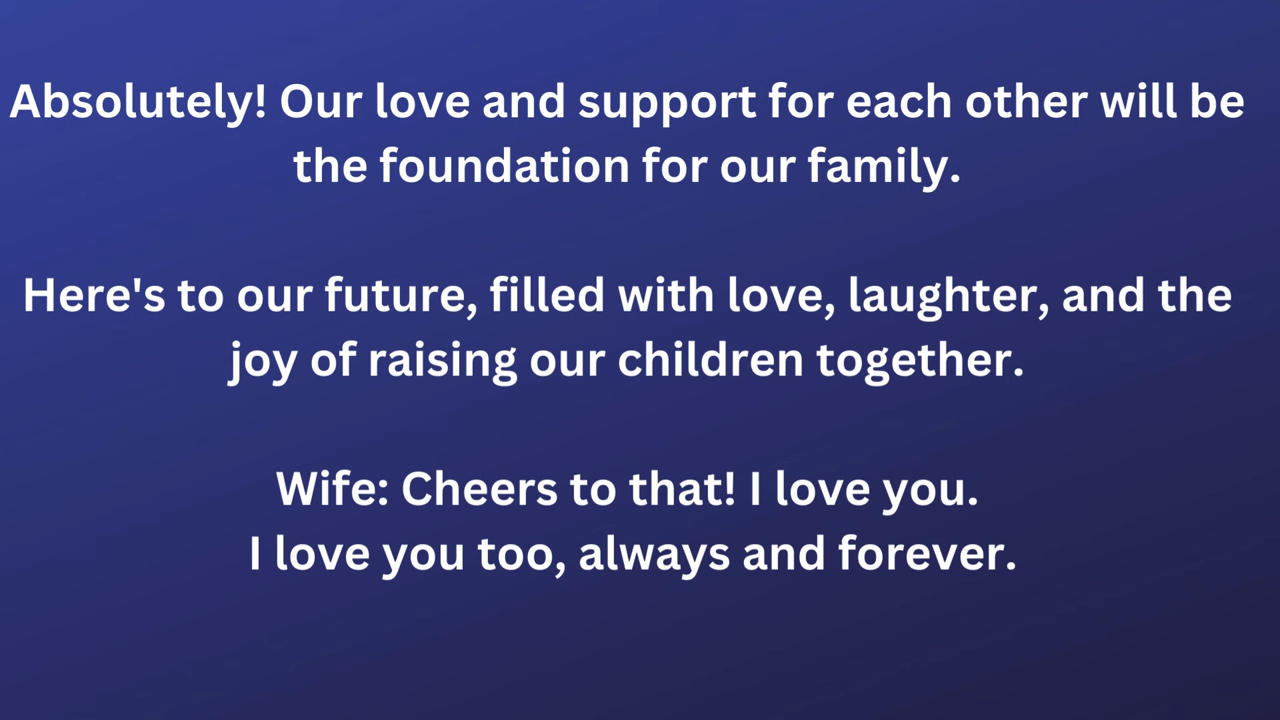 Absolutely! Our love and support for each other will be
the foundation for our family.
Here's to our future, filled with love, laughter, and the
joy of raising our children together.
Wife: Cheers to that! I love you.
I love you too, always and forever.